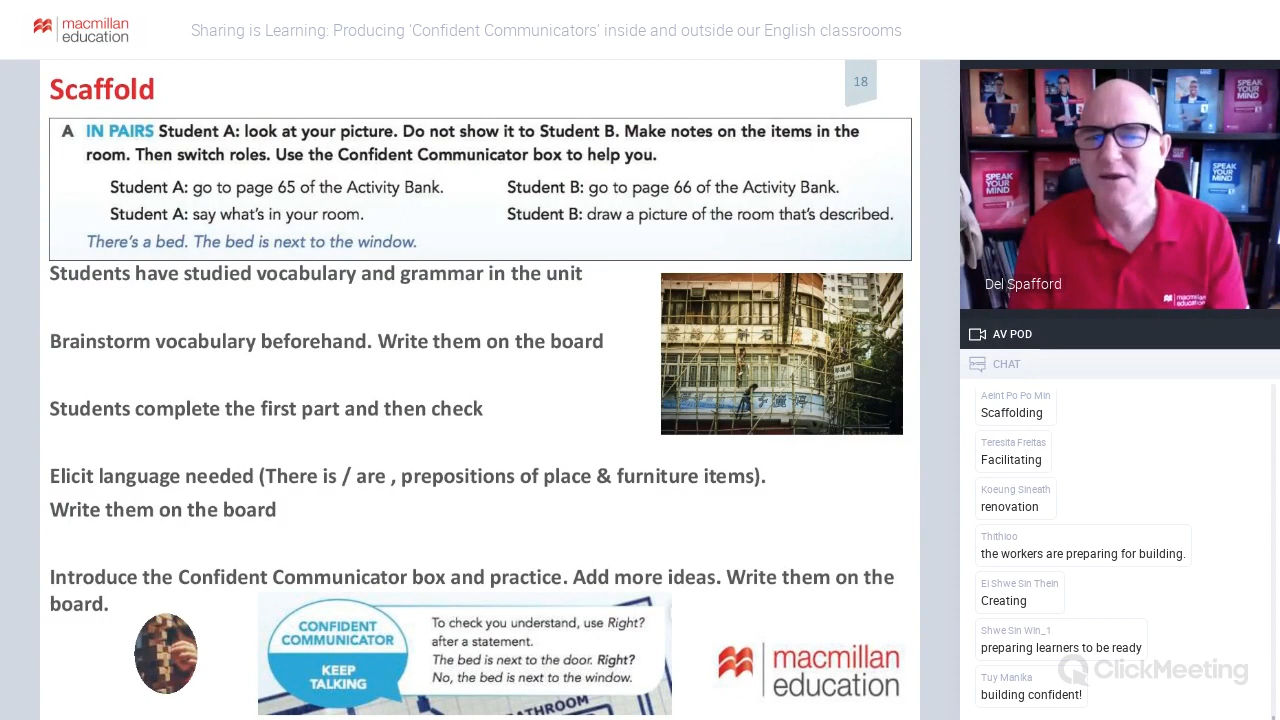 macmillan
education
Sharing is Learning: Producing ‘Confident Communicators’ inside and outside our English classrooms
Scaffold
18
A IN PAIRS Student A: look at your picture. Do not show it to Student B. Make notes on the items in the
room. Then switch roles. Use the Confident Communicator box to help you.
Student A: go to page 65 of the Activity Bank.
Student B: go to page 66 of the Activity Bank.
Student A: say what's in your room.
Student B: draw a picture of the room that's described.
There's a bed. The bed is next to the window.
Students have studied vocabulary and grammar in the unit
Brainstorm vocabulary beforehand. Write them on the board
Students complete the first part and then check
Elicit language needed (There is / are , prepositions of place & furniture items).
Write them on the board
Introduce the Confident Communicator box and practice. Add more ideas. Write them on the
board.
CONFIDENT
COMMUNICATOR
KEEP
TALKING
To check you understand, use Right?
after a statement.
The bed is next to the door. Right?
No, the bed is next to the window.
BATHROOM
macmillan
education
SPEAK
YOUR
MIND
SPEAK
YOUR
MIND
SPEAK
YOUR
MIND
Del Spafford
macmillan
education
AV POD
CHAT
Aeint Po Po Min
Scaffolding
Teresita Freitas
Facilitating
Koeung Sineath
renovation
Thithioo
the workers are preparing for building.
Ei Shwe Sin Thein
Creating
Shwe Sin Win_1
preparing learners to be ready
Tuy Manika
building confident!
ClickMeeting